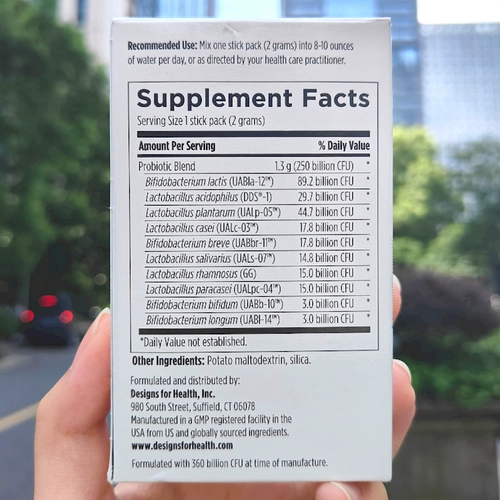 Recommended Use: Mix one stick pack (2 grams) into 8-10 ounces
of water per day, or as directed by your health care practitioner.
Supplement Facts
Serving Size 1 stick pack (2 grams)
Amount Per Serving % Daily Value
Probiotic Blend 1.3 g (250 billion CFU) *
Bifidobacterium lactis (UABla-12™) 89.2 billion CFU *
Lactobacillus acidophilus (DDS®-1) 29.7 billion CFU *
Lactobacillus plantarum (UALp-05™) 44.7 billion CFU *
Lactobacillus casei (UALc-03™) 17.8 billion CFU *
Bifidobacterium breve (UABbr-11™) 17.8 billion CFU *
Lactobacillus salivarius (UALs-07™) 14.8 billion CFU *
Lactobacillus rhamnosus (GG) 15.0 billion CFU *
Lactobacillus paracasei (UALpc-04™) 15.0 billion CFU *
Bifidobacterium bifidum (UABb-10™) 3.0 billion CFU *
Bifidobacterium longum (UABl-14™) 3.0 billion CFU *
*Daily Value not established.
Other Ingredients: Potato maltodextrin, silica.
Formulated and distributed by:
Designs for Health, Inc.
980 South Street, Suffield, CT 06078
Manufactured in a GMP registered facility in the
USA from US and globally sourced ingredients.
www.designsforhealth.com
Formulated with 360 billion CFU at time of manufacture.